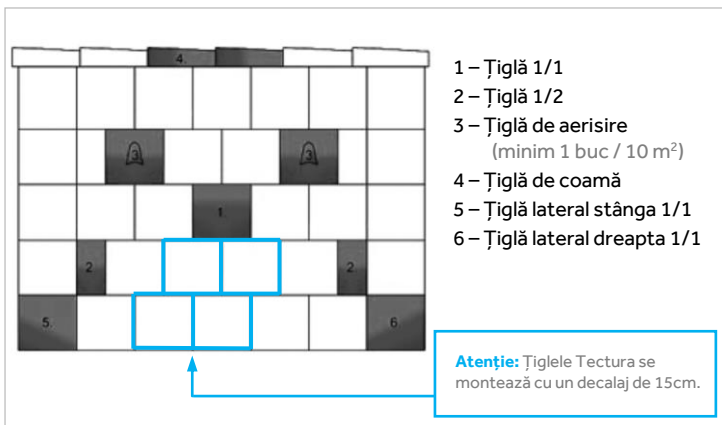 4.
3
3
1.
2
2
5.
6
1 – Țiglă 1/1
2 – Țiglă 1/2
3 – Țiglă de aerisire
(minim 1 buc / 10 m²)
4 – Țiglă de coamă
5 – Țiglă lateral stânga 1/1
6 – Țiglă lateral dreapta 1/1
Atenție: Țiglele Tectura se
montează cu un decalaj de 15cm.